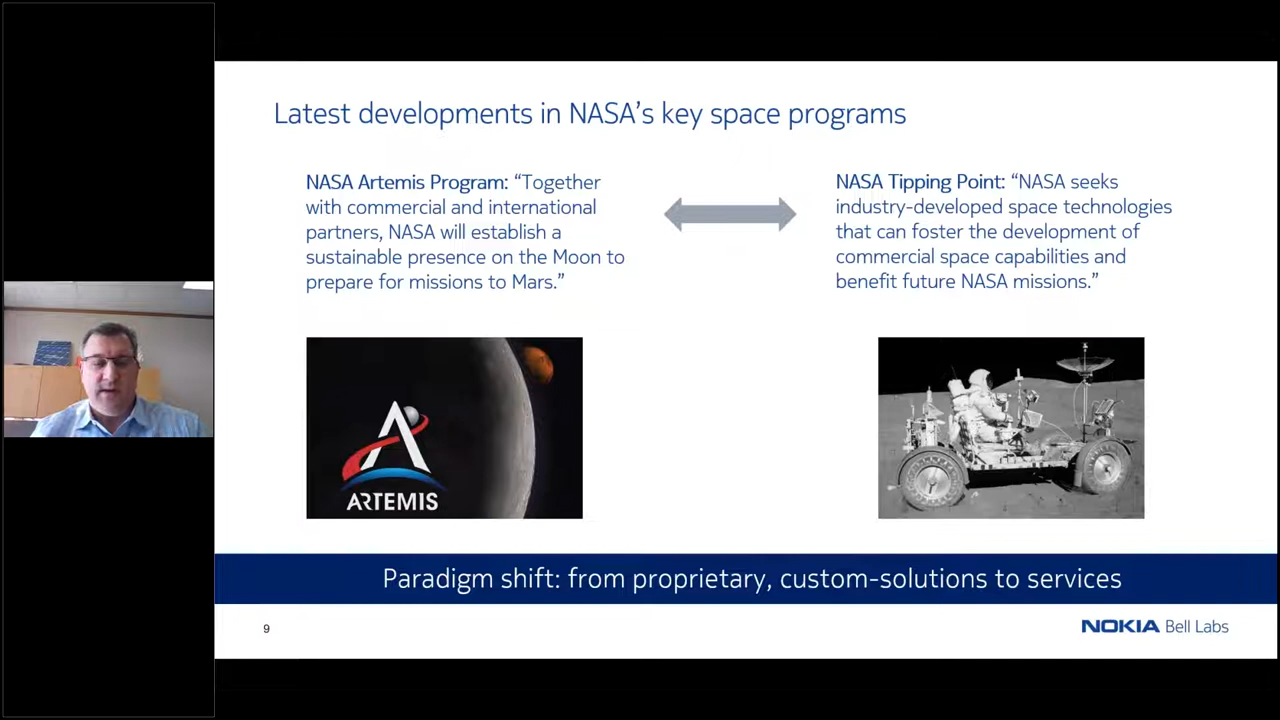 Latest developments in NASA's key space programs
NASA Artemis Program: “Together
with commercial and international
partners, NASA will establish a
sustainable presence on the Moon to
prepare for missions to Mars.”
NASA Tipping Point: “NASA seeks
industry-developed space technologies
that can foster the development of
commercial space capabilities and
benefit future NASA missions.”
ARTEMIS
Paradigm shift: from proprietary, custom-solutions to services
9
NOKIA Bell Labs